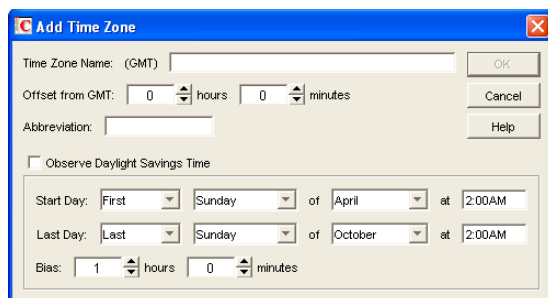 C Add Time Zone
Time Zone Name: (GMT) OK
Offset from GMT: 0 hours 0 minutes Cancel
Abbreviation: Help
Observe Daylight Savings Time
Start Day: First Sunday of April at 2:00AM
Last Day: Last Sunday of October at 2:00AM
Bias: 1 hours 0 minutes